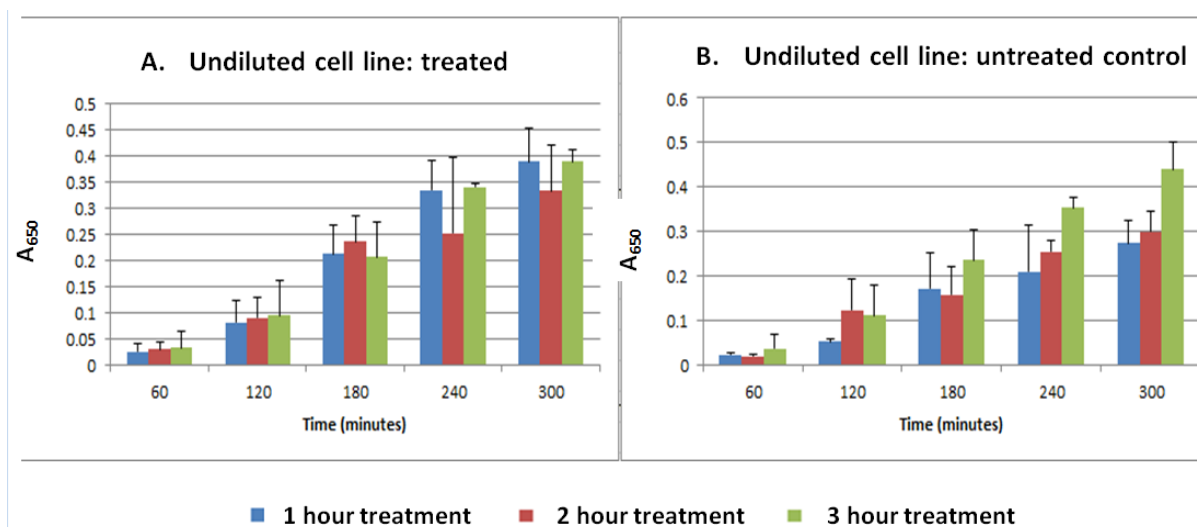 A. Undiluted cell line: treated
0.5
0.45
0.4
0.35
0.3
0.25
0.2
0.15
0.1
0.05
0
A650
60 120 180 240 300
Time (minutes)
B. Undiluted cell line: untreated control
0.6
0.5
0.4
0.3
0.2
0.1
0
A650
60 120 180 240 300
Time (minutes)
1 hour treatment 2 hour treatment 3 hour treatment